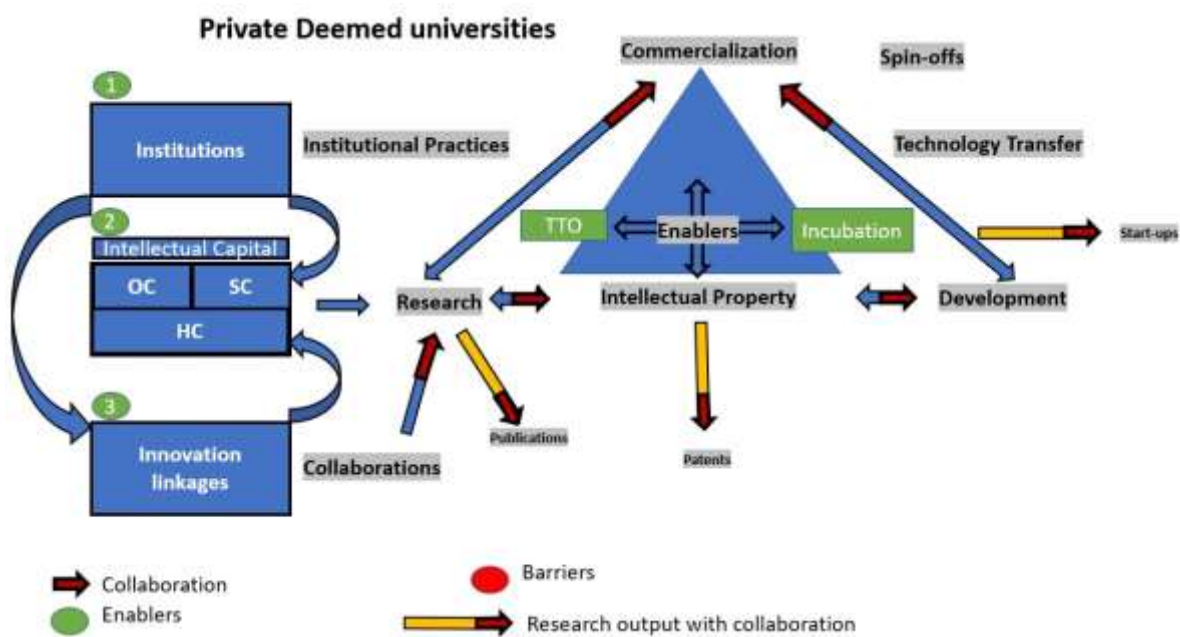 Private Deemed universities
Commercialization
Spin-offs
1
Institutions
Institutional Practices
Technology Transfer
2
Intellectual Capital
TTO
Enablers
Incubation
Start-ups
OC
SC
HC
Research
Intellectual Property
Development
3
Innovation
linkages
Collaborations
Publications
Patents
Collaboration
Barriers
Enablers
Research output with collaboration